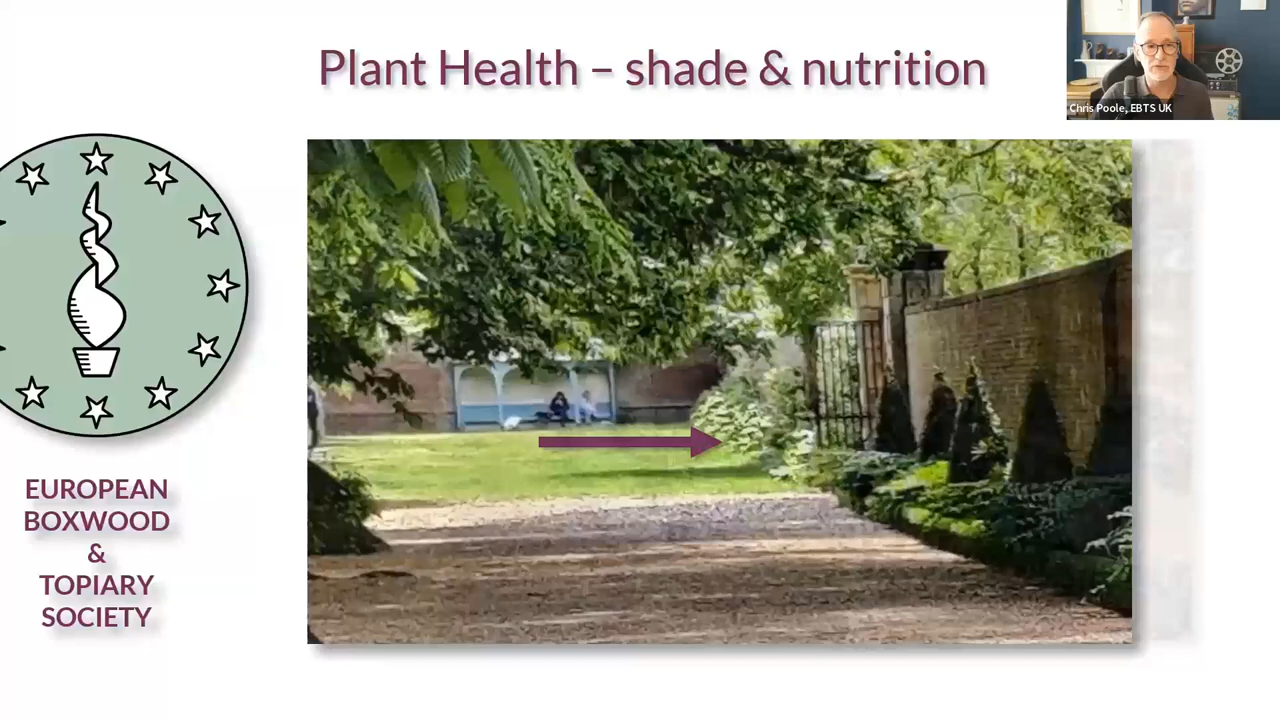 Plant Health – shade & nutrition
Chris Poole, EBTS UK
EUROPEAN
BOXWOOD
&
TOPIARY
SOCIETY